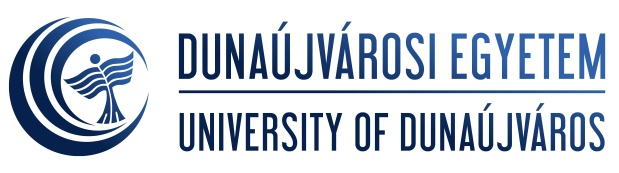 DUNAÚJVÁROSI EGYETEM
UNIVERSITY OF DUNAÚJVÁROS